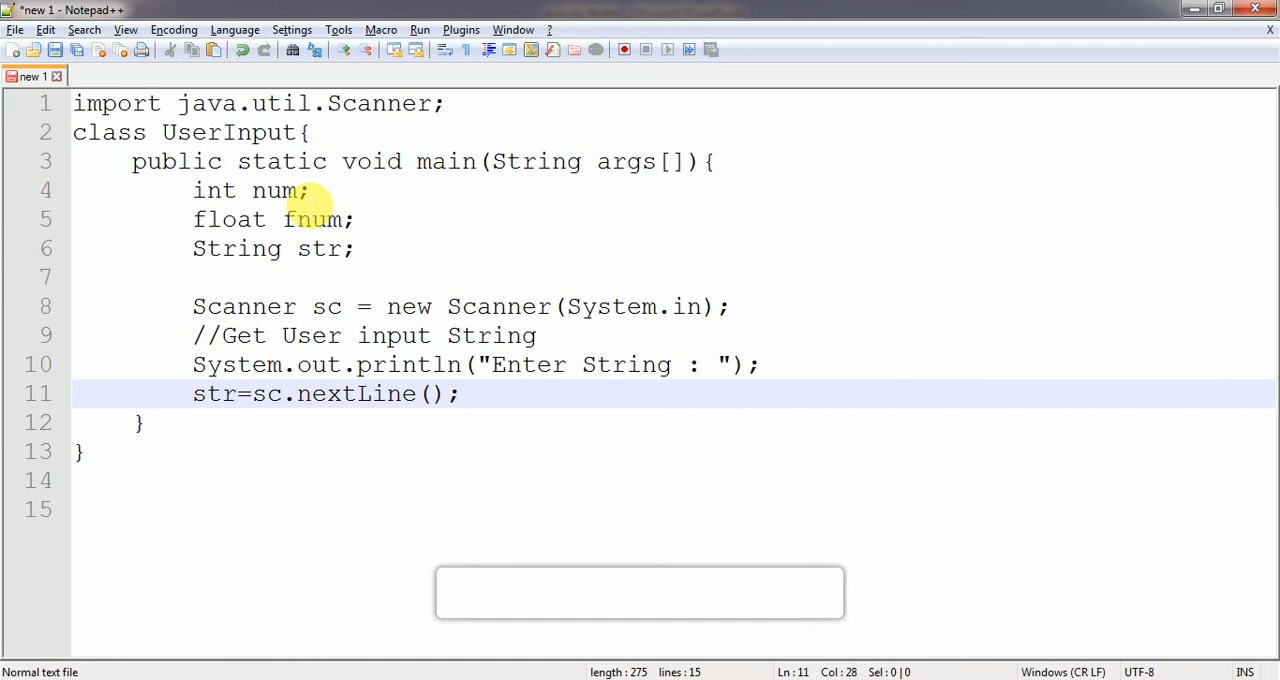 *new 1 - Notepad++
File Edit Search View Encoding Language Settings Tools Macro Run Plugins Window ? X
new 1
1 import java.util.Scanner;
2 class UserInput{
3 public static void main(String args[]){
4 int num;
5 float fnum;
6 String str;
7
8 Scanner sc = new Scanner(System.in);
9 //Get User input String
10 System.out.println("Enter String : ");
11 str=sc.nextLine();
12 }
13 }
14
15
Normal text file length : 275 lines : 15 Ln : 11 Col : 28 Sel : 0 | 0 Windows (CR LF) UTF-8 INS